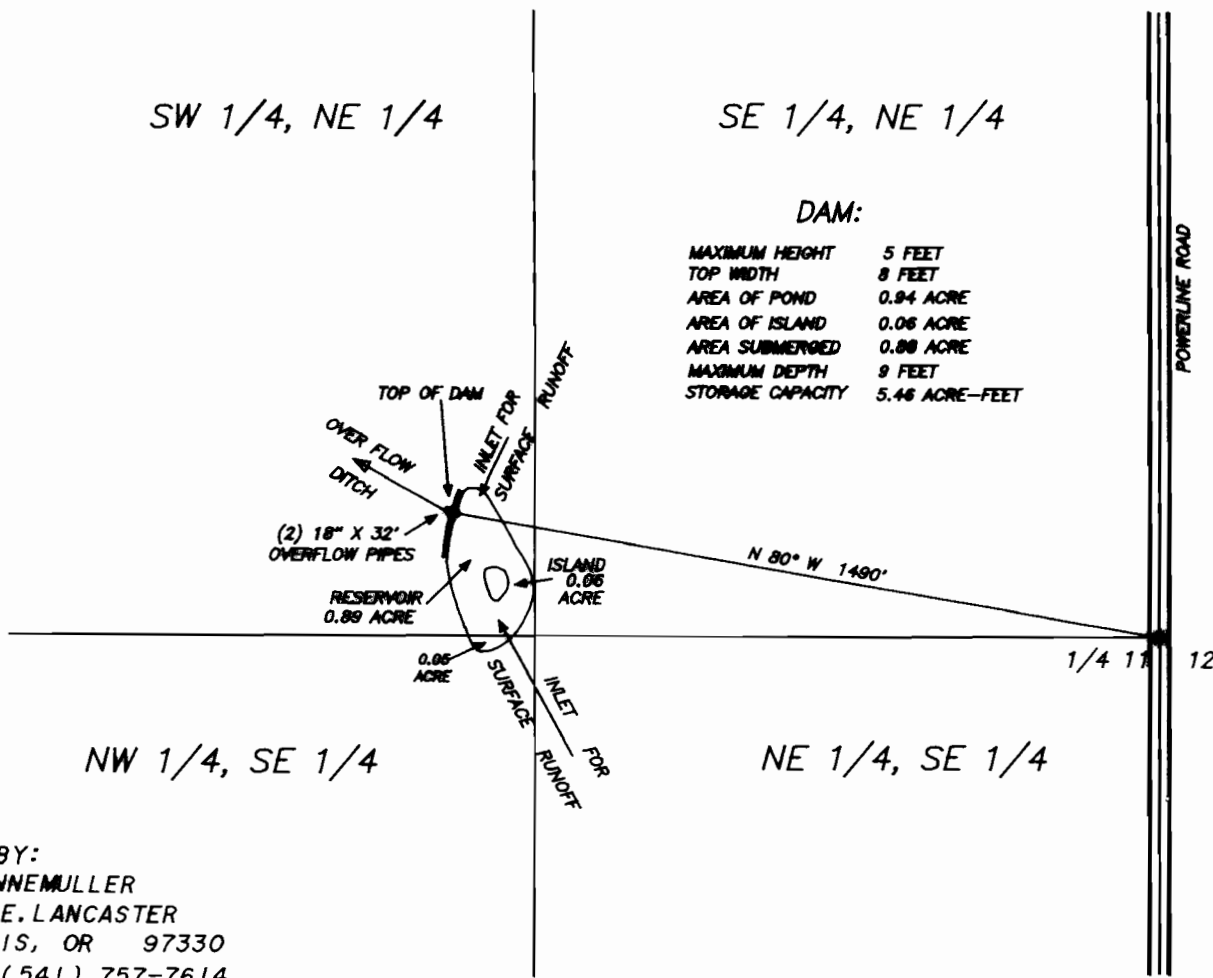 SW 1/4, NE 1/4
SE 1/4, NE 1/4
DAM:
MAXIMUM HEIGHT 5 FEET
TOP WIDTH 8 FEET
AREA OF POND 0.94 ACRE
AREA OF ISLAND 0.06 ACRE
AREA SUBMERGED 0.88 ACRE
MAXIMUM DEPTH 9 FEET
STORAGE CAPACITY 5.46 ACRE-FEET
POWERLINE ROAD
TOP OF DAM
INLET FOR
SURFACE RUNOFF
OVER FLOW
DITCH
(2) 18" X 32'
OVERFLOW PIPES
N 80° W 1490'
ISLAND
0.06
ACRE
RESERVOIR
0.89 ACRE
0.05
ACRE
1/4 11 12
INLET FOR
SURFACE RUNOFF
NW 1/4, SE 1/4
NE 1/4, SE 1/4
BY:
NNEMULLER
E. LANCASTER
IS, OR 97330
(541) 757-7614